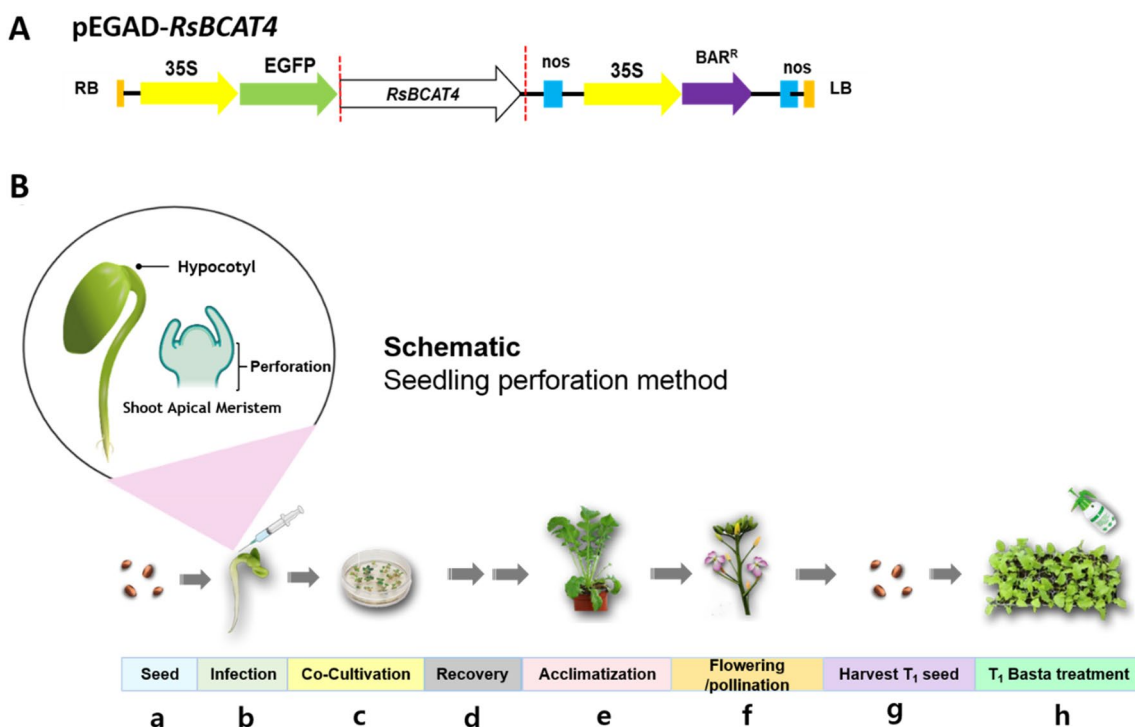 A pEGAD-RsBCAT4
RB 35S EGFP RsBCAT4 nos 35S BARᴿ nos LB
B
Hypocotyl
Perforation
Shoot Apical Meristem
Schematic
Seedling perforation method
Seed Infection Co-Cultivation Recovery Acclimatization Flowering /pollination Harvest T₁ seed T₁ Basta treatment
a b c d e f g h